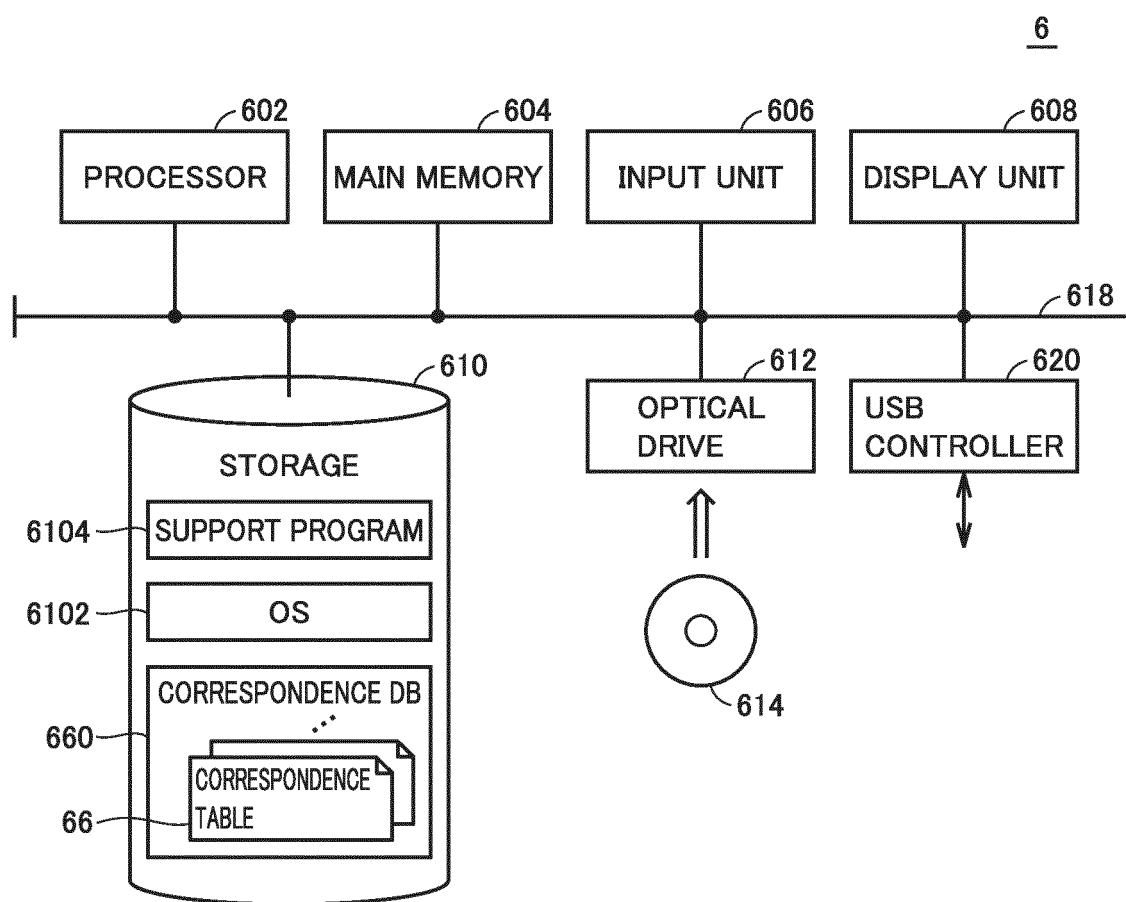 6
602
604
606
608
PROCESSOR
MAIN MEMORY
INPUT UNIT
DISPLAY UNIT
618
610
612
620
STORAGE
OPTICAL
DRIVE
USB
CONTROLLER
6104
SUPPORT PROGRAM
6102
OS
614
660
CORRESPONDENCE DB
66
CORRESPONDENCE
TABLE